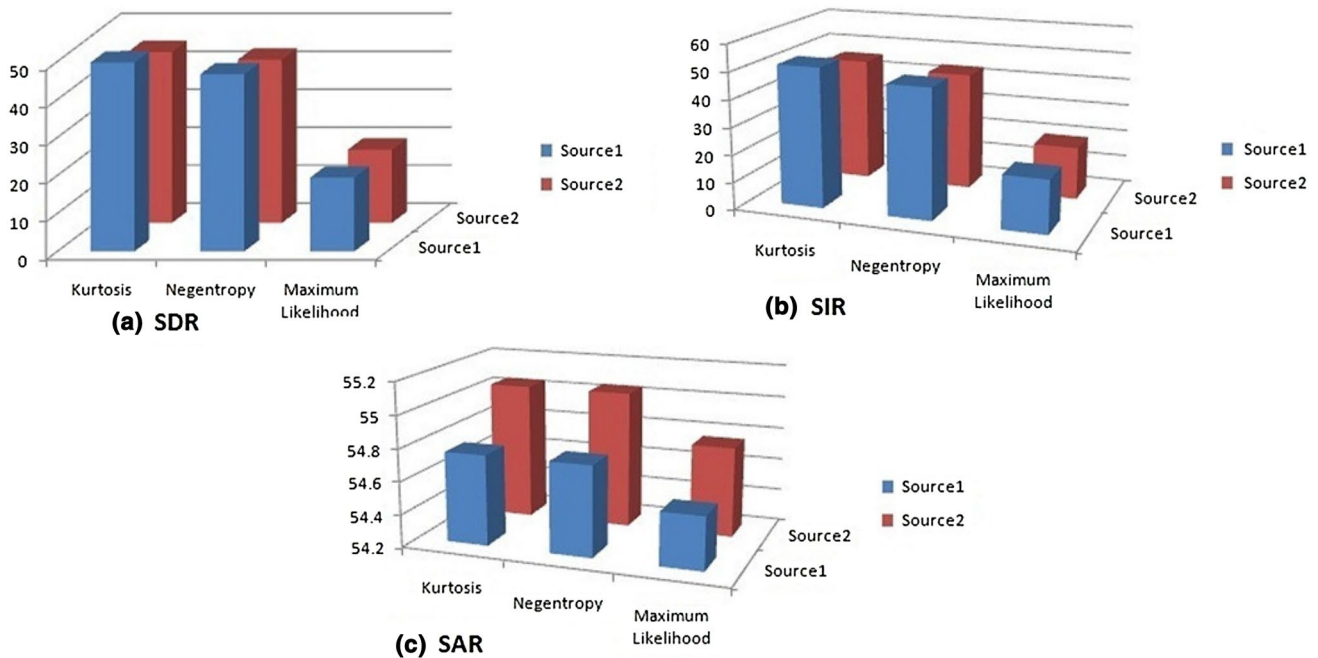 50
40
30
20
10
0
Kurtosis
Negentropy
Maximum
Likelihood
Source2
Source1
Source1
Source2
(a) SDR
60
50
40
30
20
10
0
Kurtosis
Negentropy
Maximum
Likelihood
Source2
Source1
Source1
Source2
(b) SIR
55.2
55
54.8
54.6
54.4
54.2
Kurtosis
Negentropy
Maximum
Likelihood
Source2
Source1
Source1
Source2
(c) SAR